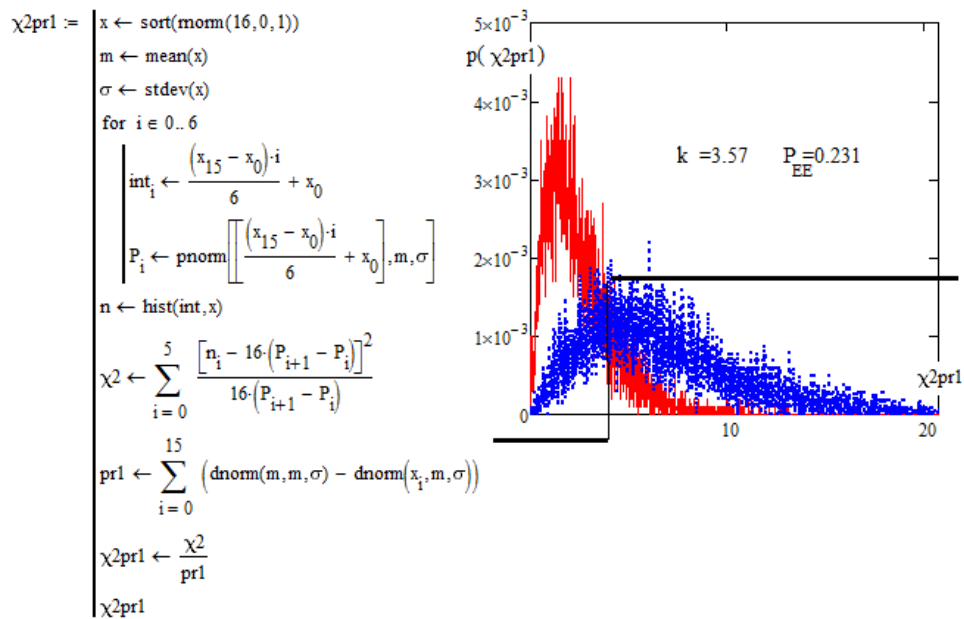 χ2pr1 := x ← sort(rnorm(16,0,1))
m ← mean(x)
σ ← stdev(x)
for i ∈ 0..6
int_i ← (x_15 − x_0)·i / 6 + x_0
P_i ← pnorm[[(x_15 − x_0)·i / 6 + x_0], m, σ]
n ← hist(int,x)
χ2 ← ∑_{i = 0}^{5} [n_i − 16·(P_{i+1} − P_i)]^2 / 16·(P_{i+1} − P_i)
pr1 ← ∑_{i = 0}^{15} (dnorm(m,m,σ) − dnorm(x_i,m,σ))
χ2pr1 ← χ2 / pr1
χ2pr1
5×10^−3
p(χ2pr1)
4×10^−3
k =3.57 P_EE=0.231
3×10^−3
2×10^−3
1×10^−3
χ2pr1
0
10 20